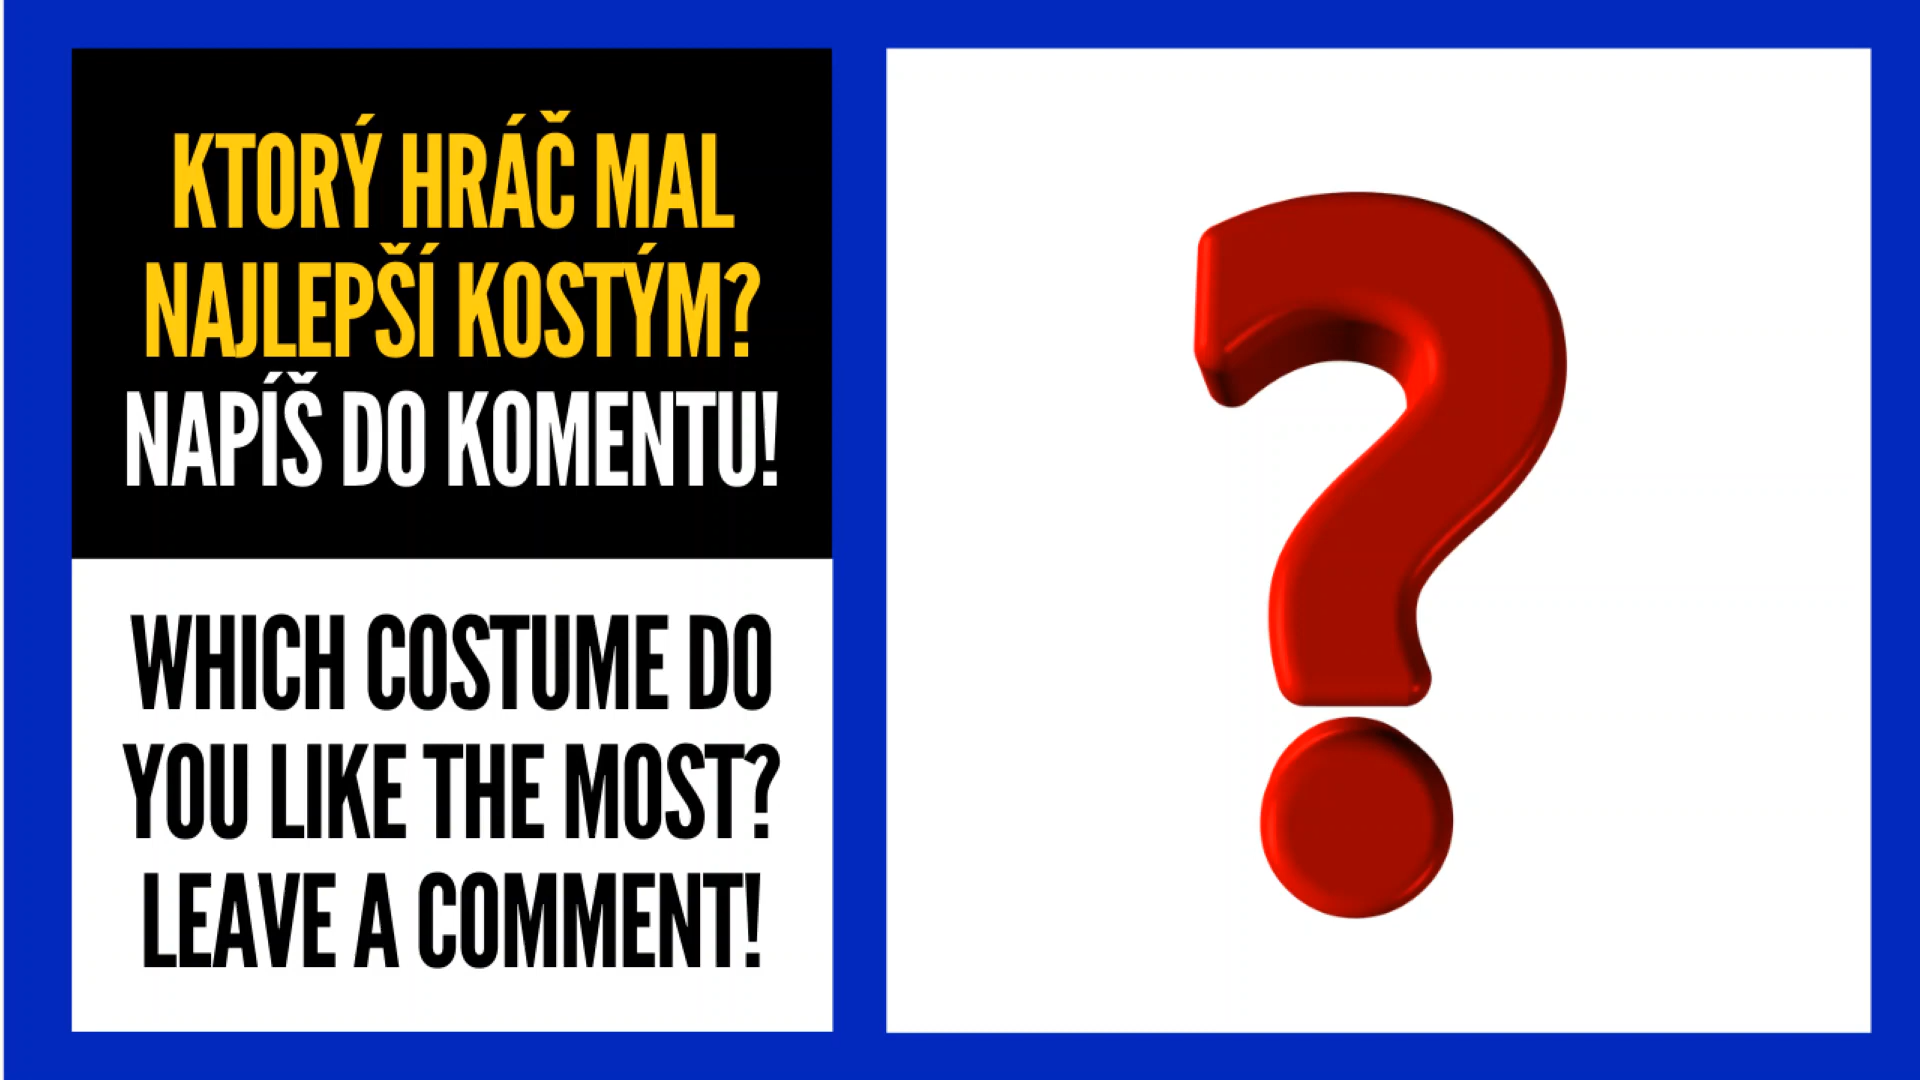 KTORÝ HRÁČ MAL
NAJLEPŠÍ KOSTÝM?
NAPÍŠ DO KOMENTU!
WHICH COSTUME DO
YOU LIKE THE MOST?
LEAVE A COMMENT!
?